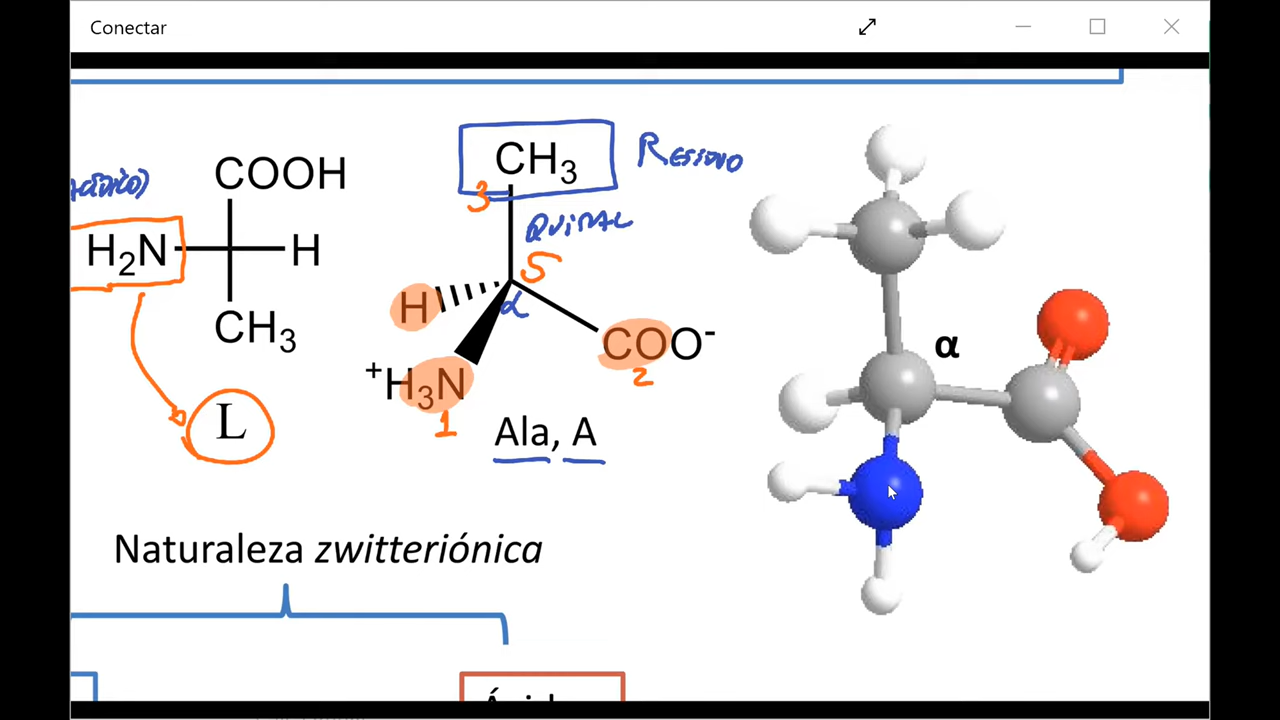 Conectar
COOH
H₂N
H
CH₃
L
CH₃
RESIDUO
3
QUIRAL
S
α
H
⁺H₃N
1
COO⁻
2
Ala, A
α
Naturaleza zwitteriónica